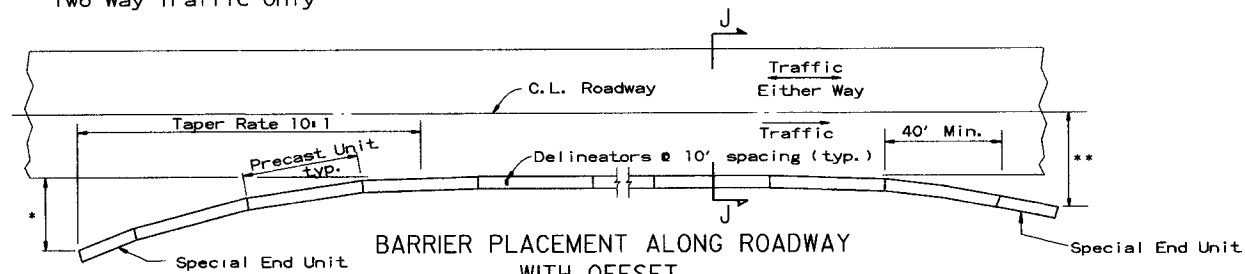 Two Way Traffic Only
J
Traffic
Either Way
C.L. Roadway
Taper Rate 10:1
Traffic
40' Min.
Precast Unit
typ.
Delineators @ 10' spacing (typ.)
*
**
J
BARRIER PLACEMENT ALONG ROADWAY
WITH OFFSET
Special End Unit
Special End Unit